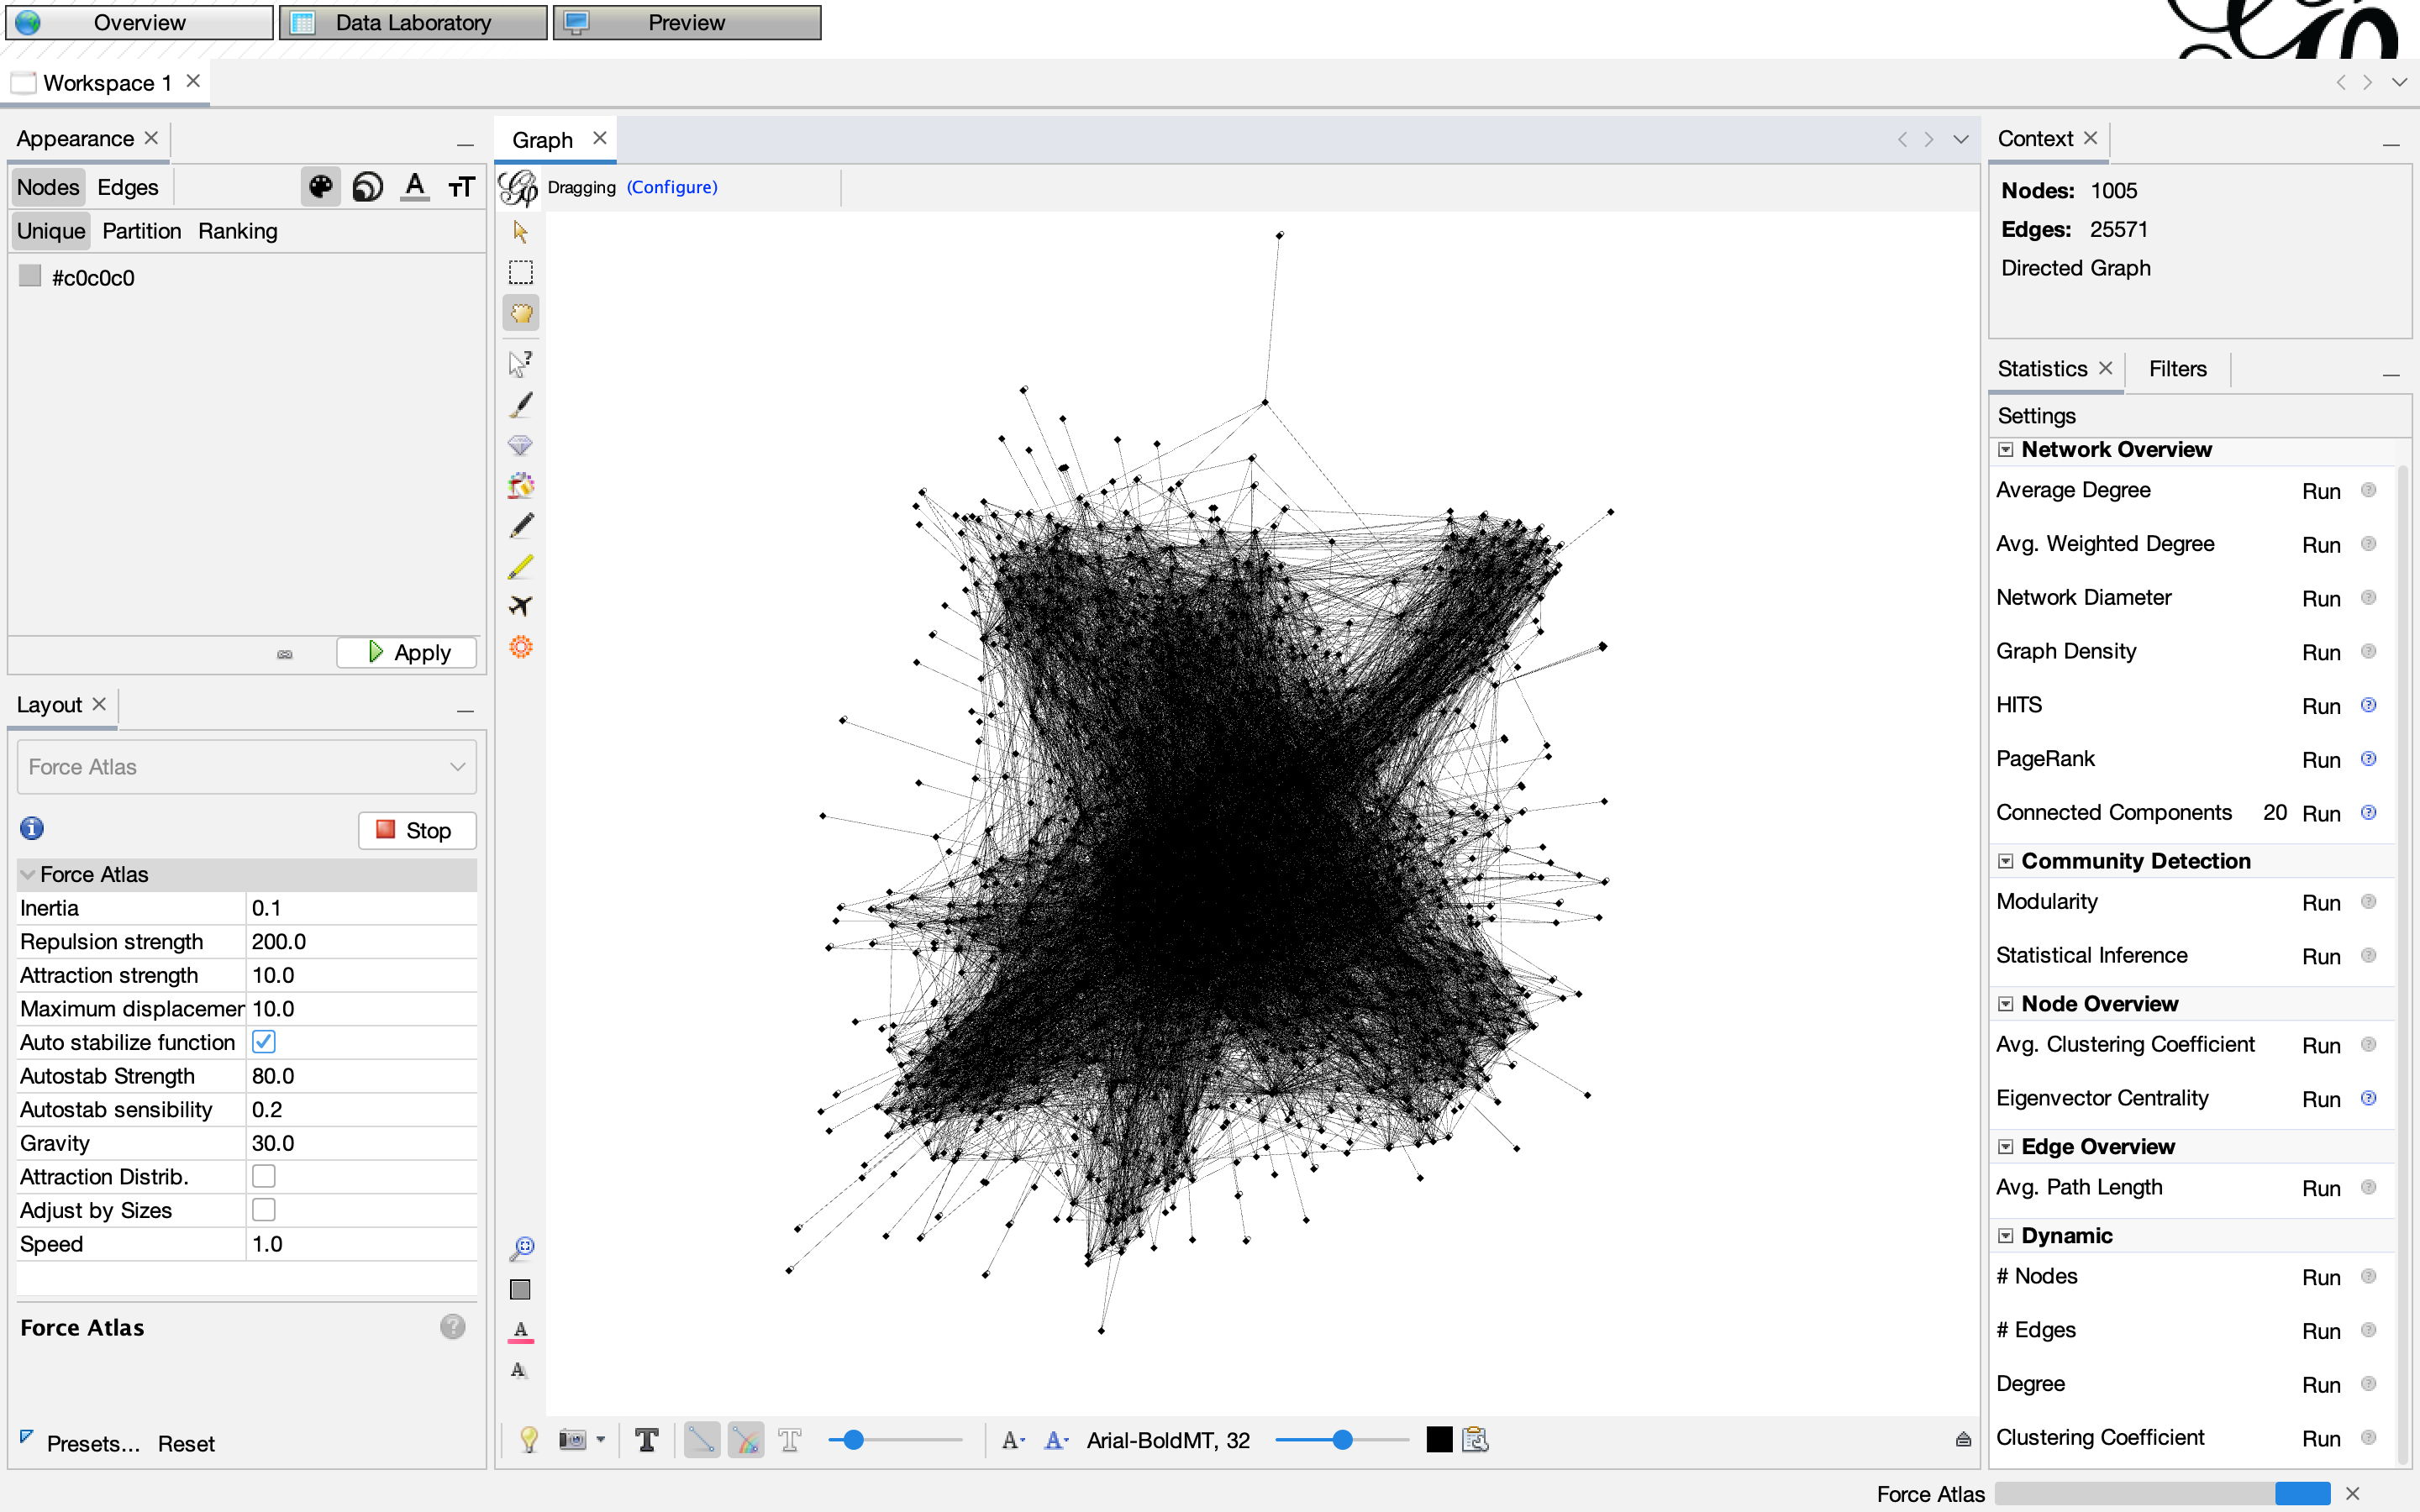 Overview
Data Laboratory
Preview
Workspace 1
Appearance
Nodes Edges
Unique Partition Ranking
#c0c0c0
Apply
Layout
Force Atlas
Stop
Force Atlas
Inertia 0.1
Repulsion strength 200.0
Attraction strength 10.0
Maximum displacemen 10.0
Auto stabilize function
Autostab Strength 80.0
Autostab sensibility 0.2
Gravity 30.0
Attraction Distrib.
Adjust by Sizes
Speed 1.0
Force Atlas
Presets... Reset
Graph
Dragging (Configure)
Arial-BoldMT, 32
Context
Nodes: 1005
Edges: 25571
Directed Graph
Statistics Filters
Settings
Network Overview
Average Degree Run
Avg. Weighted Degree Run
Network Diameter Run
Graph Density Run
HITS Run
PageRank Run
Connected Components 20 Run
Community Detection
Modularity Run
Statistical Inference Run
Node Overview
Avg. Clustering Coefficient Run
Eigenvector Centrality Run
Edge Overview
Avg. Path Length Run
Dynamic
# Nodes Run
# Edges Run
Degree Run
Clustering Coefficient Run
Force Atlas